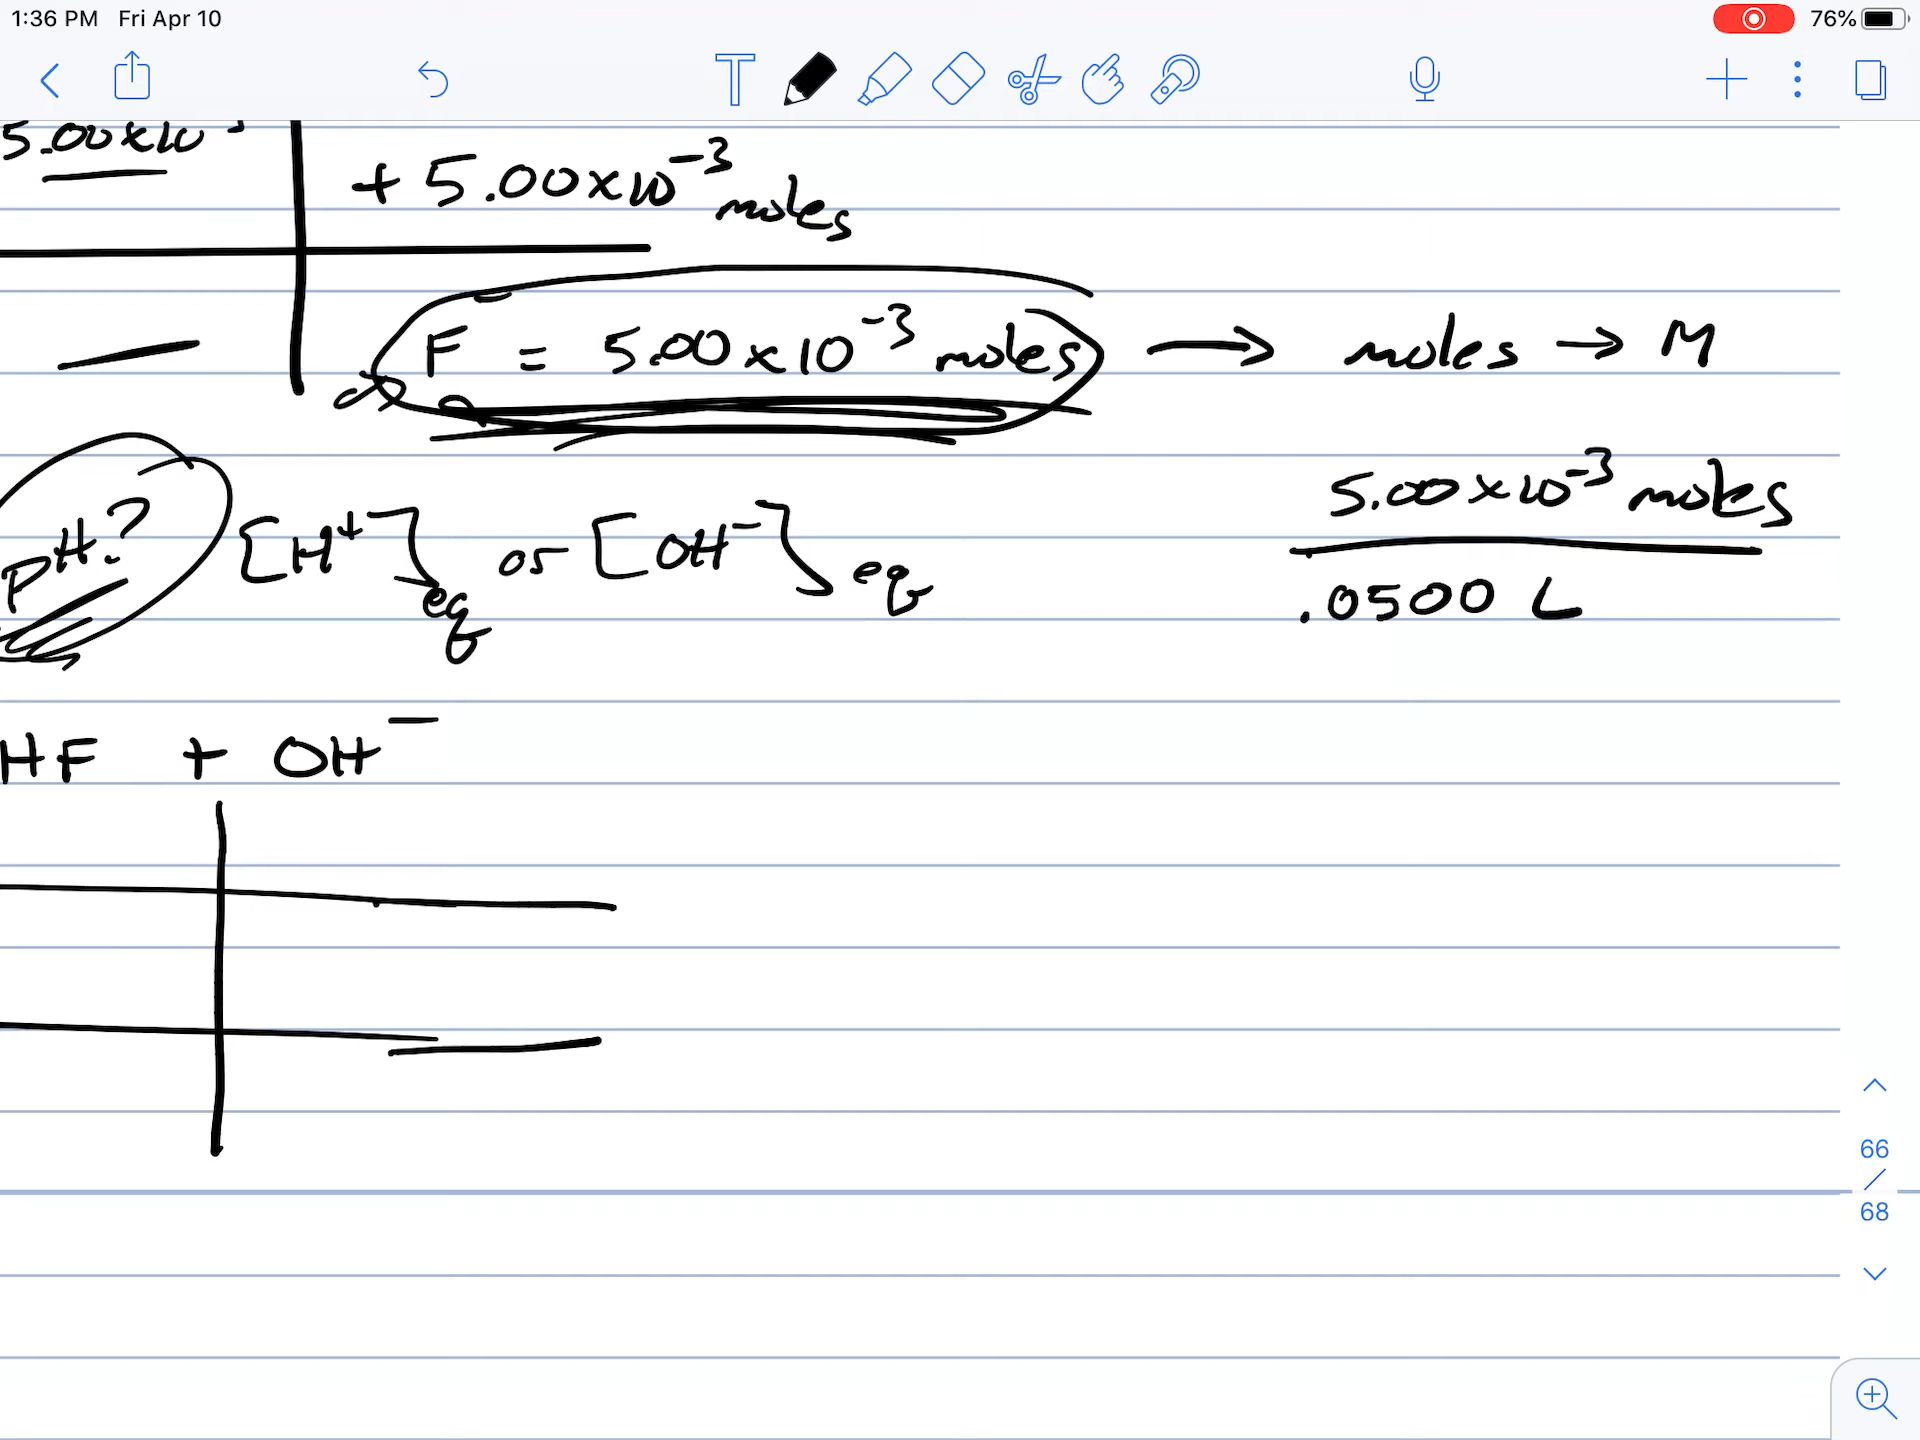 1:36 PM Fri Apr 10 76%
T
5.00x10
+ 5.00x10⁻³ moles
F⁻ = 5.00x10⁻³ moles → moles → M
5.00x10⁻³ moles
.0500 L
pH? [H⁺]eq or [OH⁻]eq
HF + OH⁻
66
/
68